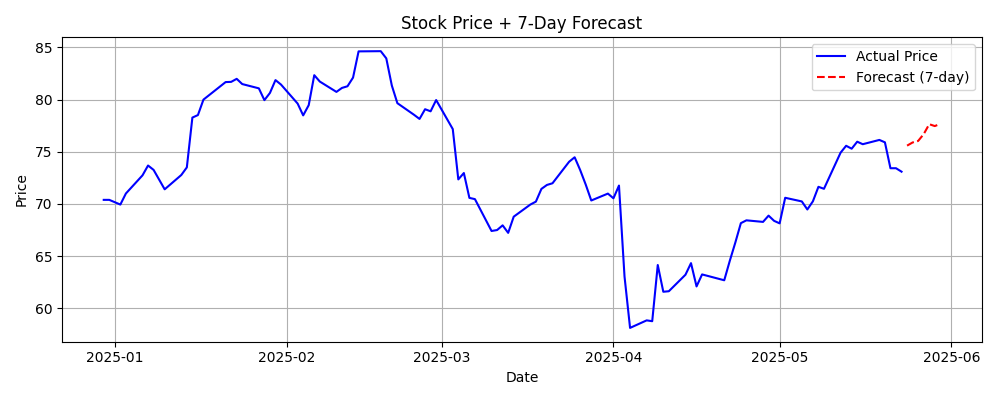 Stock Price + 7-Day Forecast
Actual Price
Forecast (7-day)
85
80
75
70
65
60
Price
2025-01 2025-02 2025-03 2025-04 2025-05 2025-06
Date